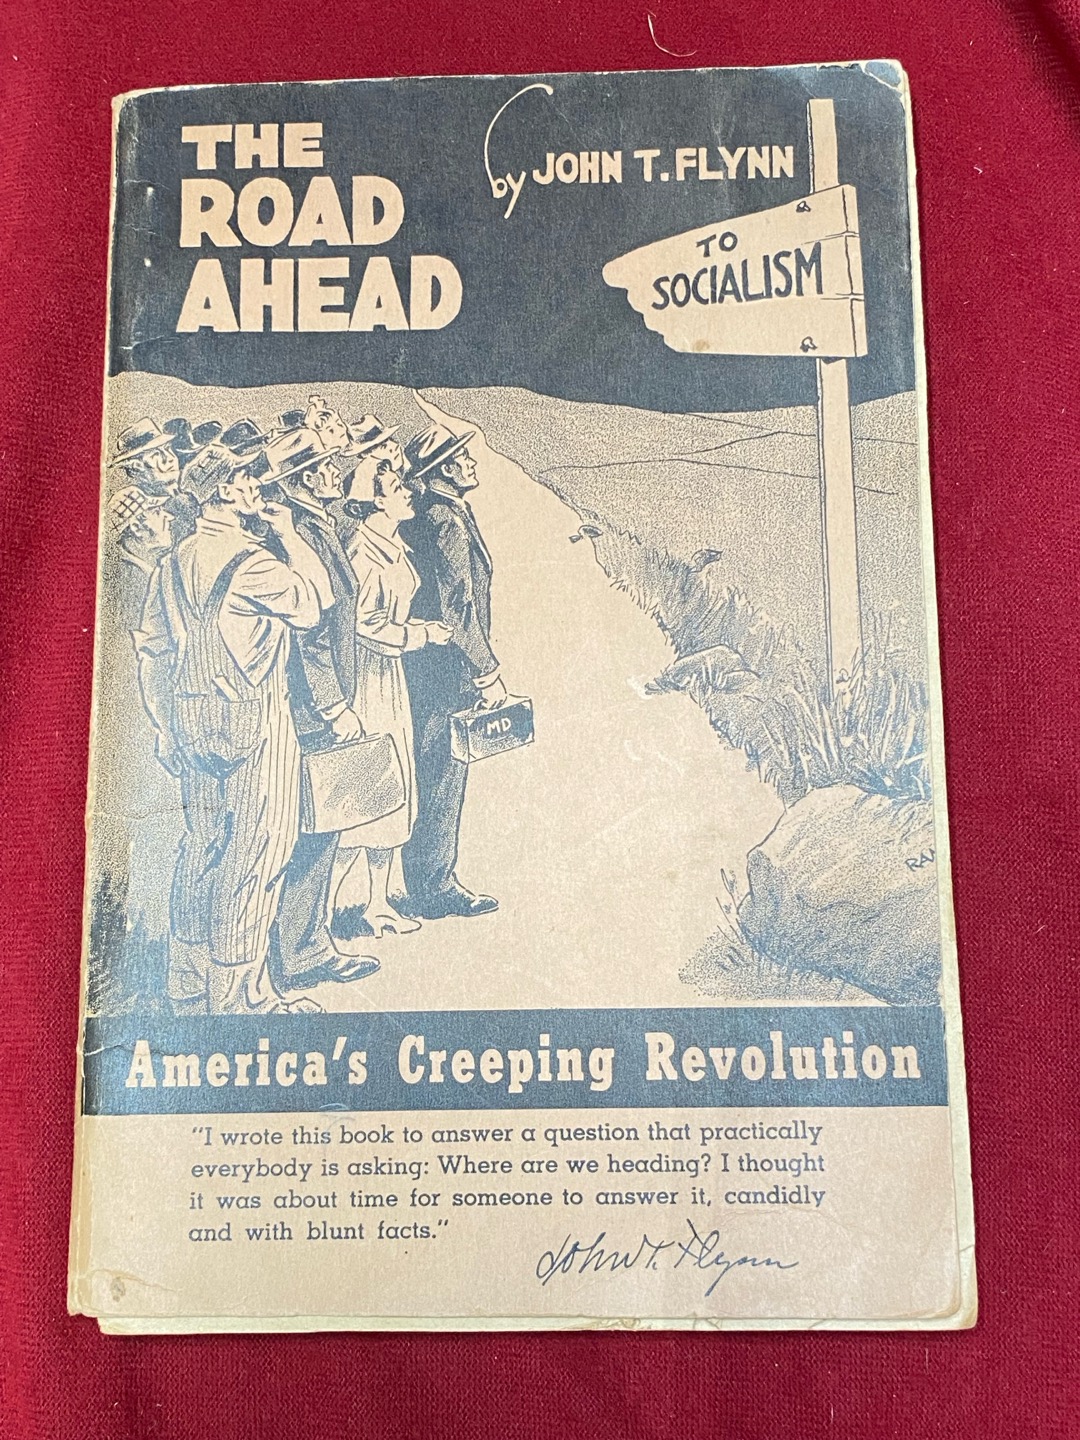 THE
ROAD
AHEAD
by JOHN T. FLYNN
TO
SOCIALISM
MD
America's Creeping Revolution
"I wrote this book to answer a question that practically
everybody is asking: Where are we heading? I thought
it was about time for someone to answer it, candidly
and with blunt facts."
John T. Flynn